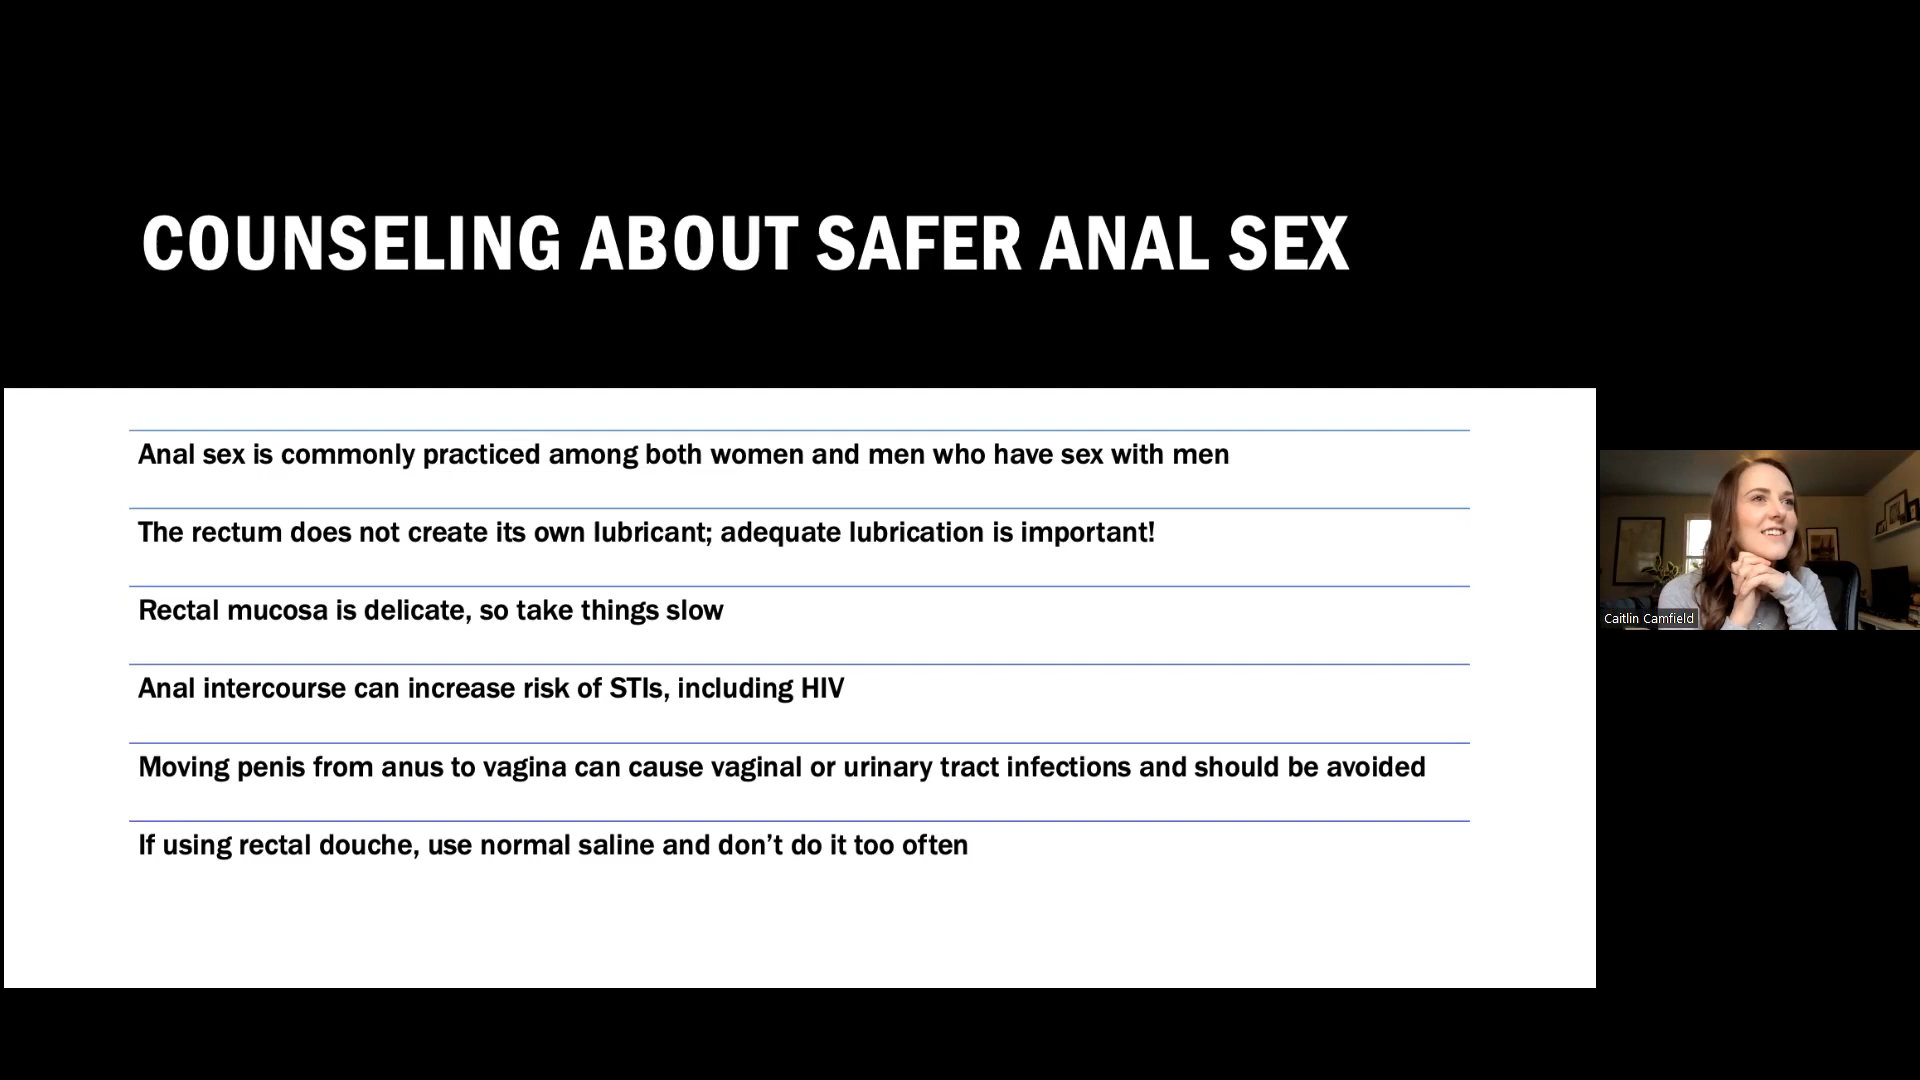 COUNSELING ABOUT SAFER ANAL SEX
Anal sex is commonly practiced among both women and men who have sex with men
The rectum does not create its own lubricant; adequate lubrication is important!
Rectal mucosa is delicate, so take things slow
Anal intercourse can increase risk of STIs, including HIV
Moving penis from anus to vagina can cause vaginal or urinary tract infections and should be avoided
If using rectal douche, use normal saline and don’t do it too often
Caitlin Camfield